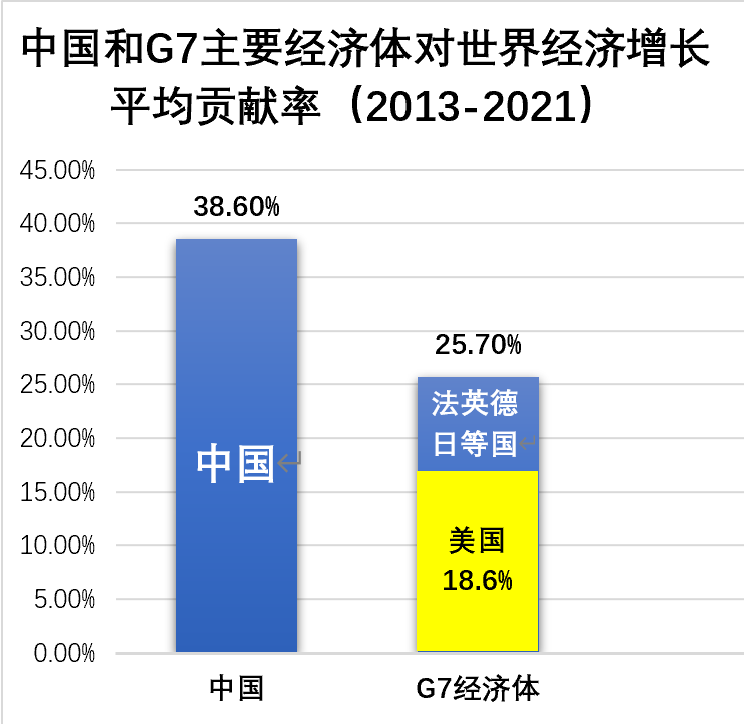 中国和G7主要经济体对世界经济增长
平均贡献率（2013-2021）
45.00%
40.00%
35.00%
30.00%
25.00%
20.00%
15.00%
10.00%
5.00%
0.00%
38.60%
中国↵
25.70%
法英德
日等国↵
美国
18.6%
中国
G7经济体